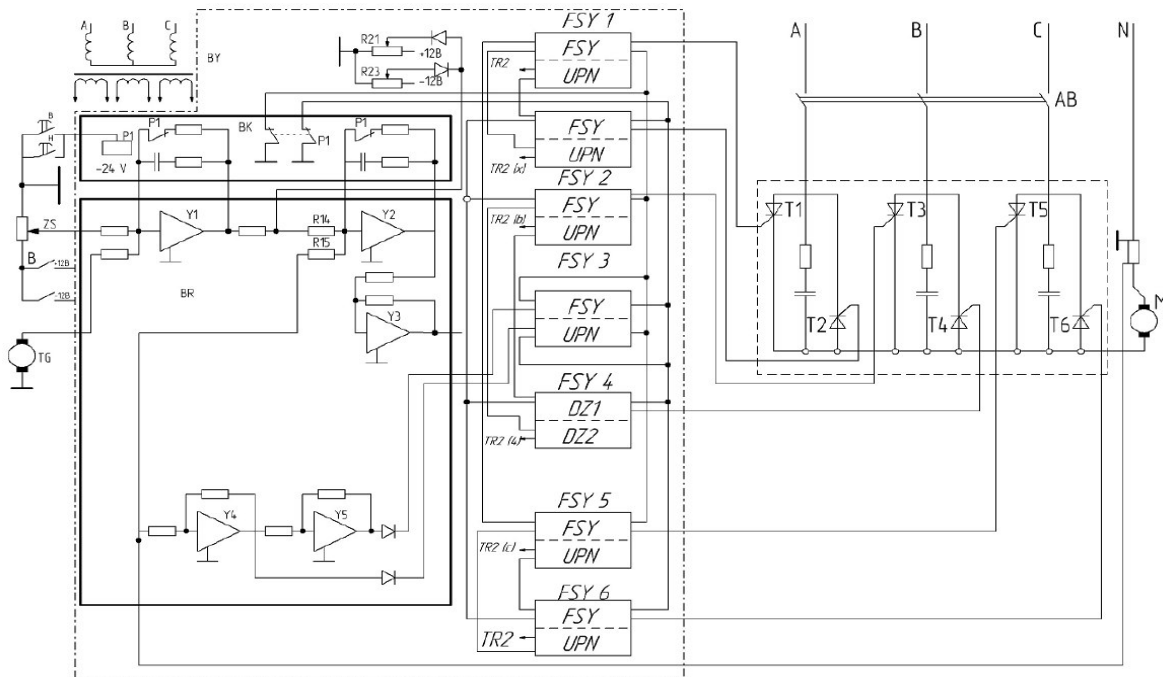 FSY 1
FSY
UPN
TR2
FSY
UPN
TR2 (x)
FSY 2
FSY
UPN
TR2 (b)
FSY 3
FSY
UPN
FSY 4
DZ1
DZ2
TR2 (4)
FSY 5
FSY
UPN
TR2 (c)
FSY 6
FSY
UPN
TR2
A
B
C
BY
R21
+12B
R23
-12B
B
H
P1
~24 V
P1
BK
P1
P1
ZS
B
+12B
-12B
TG
Y1
R14
R15
Y2
Y3
BR
Y4
Y5
A
B
C
N
AB
T1
T3
T5
T2
T4
T6
M